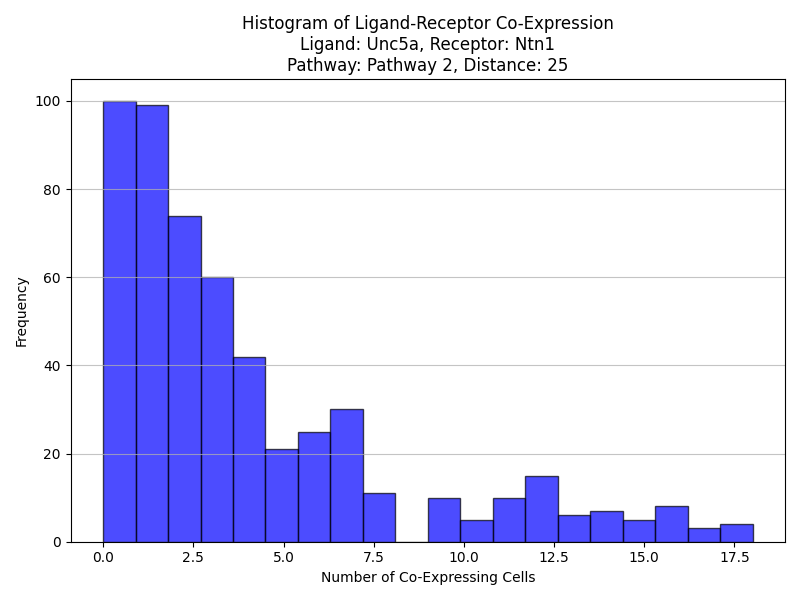 Histogram of Ligand-Receptor Co-Expression
Ligand: Unc5a, Receptor: Ntn1
Pathway: Pathway 2, Distance: 25
100
80
60
40
20
0
Frequency
0.0 2.5 5.0 7.5 10.0 12.5 15.0 17.5
Number of Co-Expressing Cells